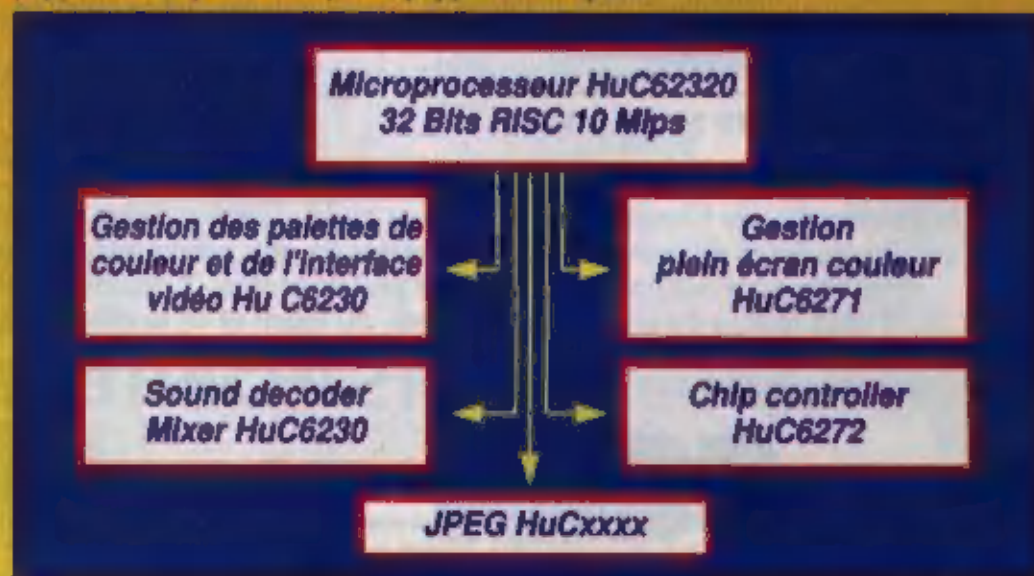 Microprocesseur HuC62320
32 Bits RISC 10 Mips
Gestion des palettes de
couleur et de l'interface
vidéo Hu C6230
Gestion
plein écran couleur
HuC6271
Sound decoder
Mixer HuC6230
Chip controller
HuC6272
JPEG HuCxxxx